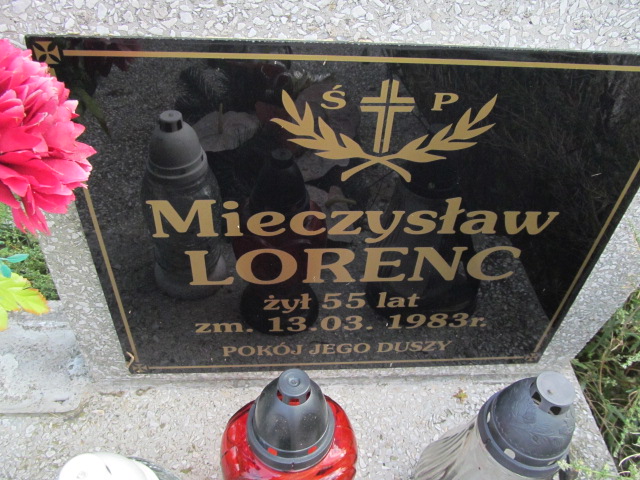 Ś P
Mieczysław
LORENC
żył 55 lat
zm. 13.03. 1983r.
POKÓJ JEGO DUSZY